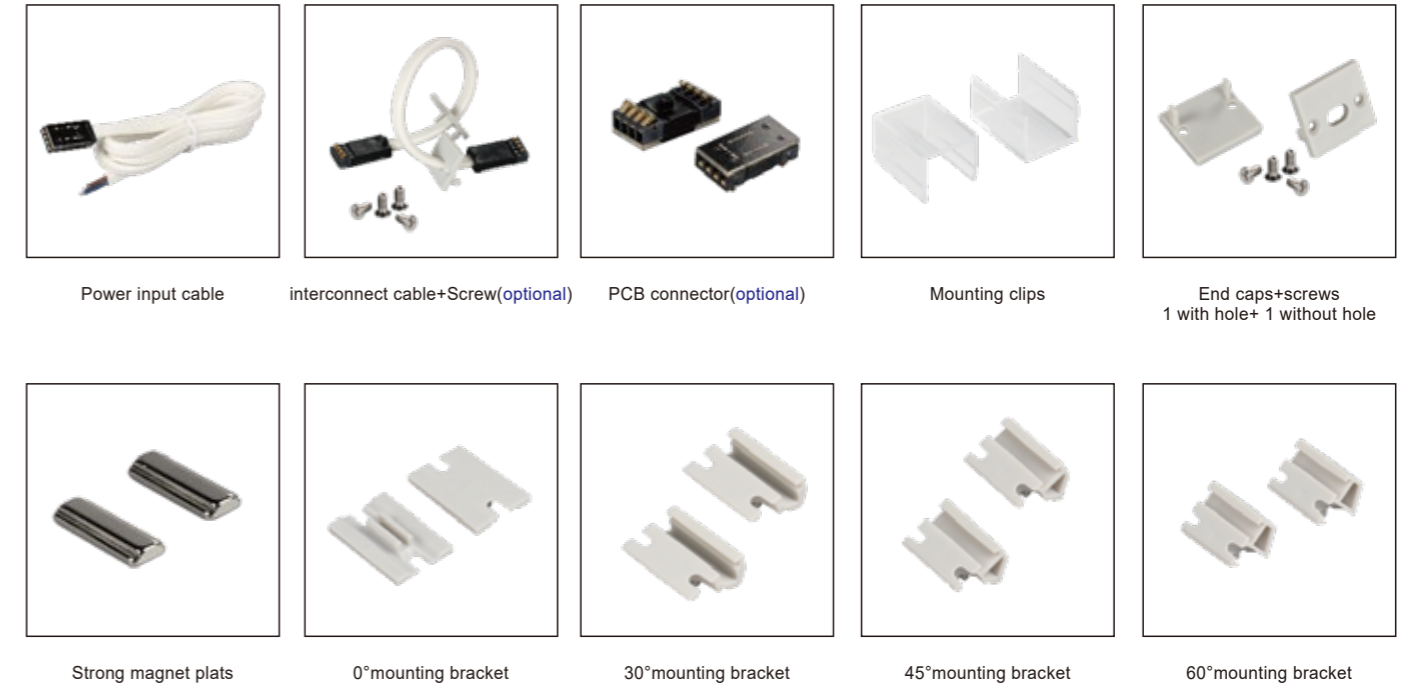 Power input cable
interconnect cable+Screw(optional)
PCB connector(optional)
Mounting clips
End caps+screws
1 with hole+ 1 without hole
Strong magnet plats
0°mounting bracket
30°mounting bracket
45°mounting bracket
60°mounting bracket